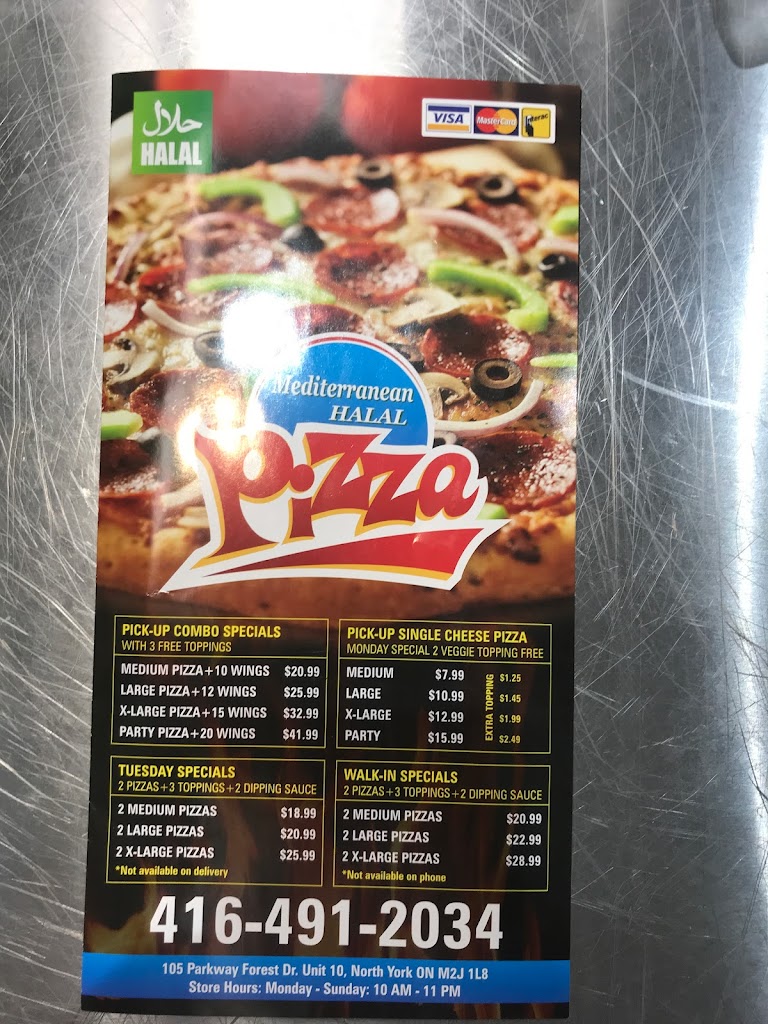 حلال
HALAL
VISA
MasterCard
Interac
Mediterranean
HALAL
Pizza
PICK-UP COMBO SPECIALS
WITH 3 FREE TOPPINGS
MEDIUM PIZZA+10 WINGS $20.99
LARGE PIZZA+12 WINGS $25.99
X-LARGE PIZZA+15 WINGS $32.99
PARTY PIZZA+20 WINGS $41.99
PICK-UP SINGLE CHEESE PIZZA
MONDAY SPECIAL 2 VEGGIE TOPPING FREE
MEDIUM $7.99 $1.25
LARGE $10.99 $1.45
X-LARGE $12.99 $1.99
PARTY $15.99 $2.49
EXTRA TOPPING
TUESDAY SPECIALS
2 PIZZAS+3 TOPPINGS+2 DIPPING SAUCE
2 MEDIUM PIZZAS $18.99
2 LARGE PIZZAS $20.99
2 X-LARGE PIZZAS $25.99
*Not available on delivery
WALK-IN SPECIALS
2 PIZZAS+3 TOPPINGS+2 DIPPING SAUCE
2 MEDIUM PIZZAS $20.99
2 LARGE PIZZAS $22.99
2 X-LARGE PIZZAS $28.99
*Not available on phone
416-491-2034
105 Parkway Forest Dr. Unit 10, North York ON M2J 1L8
Store Hours: Monday - Sunday: 10 AM - 11 PM